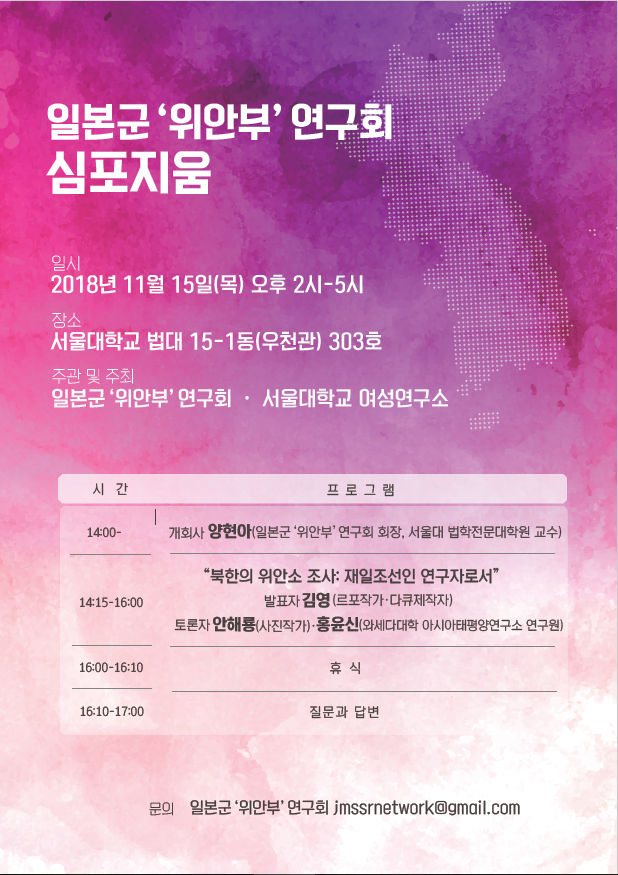 일본군 ‘위안부’ 연구회
심포지움
일시
2018년 11월 15일(목) 오후 2시-5시
장소
서울대학교 법대 15-1동(우천관) 303호
주관 및 주최
일본군 ‘위안부’ 연구회 · 서울대학교 여성연구소
시 간 프로그램
14:00- 개회사 양현아(일본군 ‘위안부’ 연구회 회장, 서울대 법학전문대학원 교수)
“북한의 위안소 조사: 재일조선인 연구자로서”
14:15-16:00 발표자 김영(르포작가·다큐제작자)
토론자 안해룡(사진작가)·홍윤신(와세다대학 아시아태평양연구소 연구원)
16:00-16:10 휴 식
16:10-17:00 질문과 답변
문의 일본군 ‘위안부’ 연구회 jmssrnetwork@gmail.com